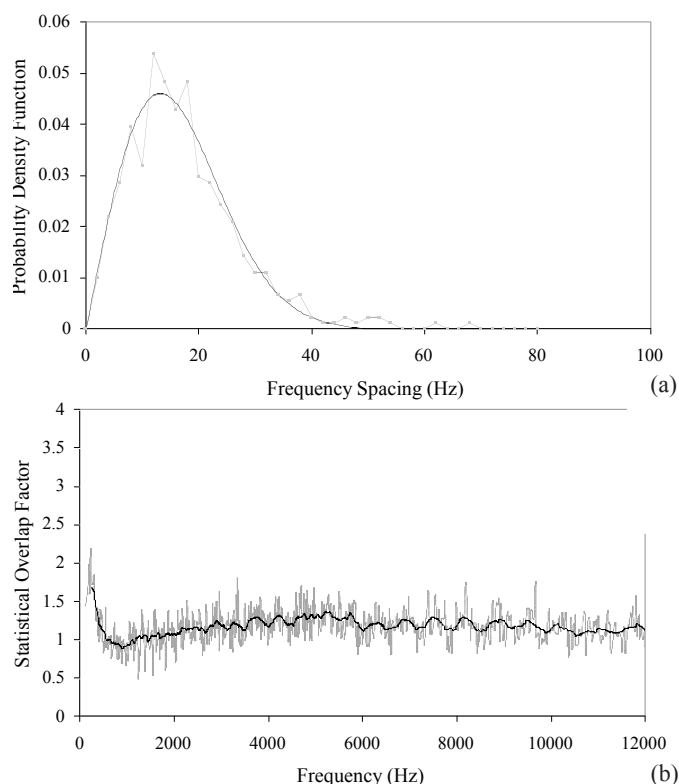 0.06
0.05
0.04
0.03
0.02
0.01
0
Probability Density Function
0 20 40 60 80 100
Frequency Spacing (Hz)
(a)
4
3.5
3
2.5
2
1.5
1
0.5
0
Statistical Overlap Factor
0 2000 4000 6000 8000 10000 12000
Frequency (Hz)
(b)